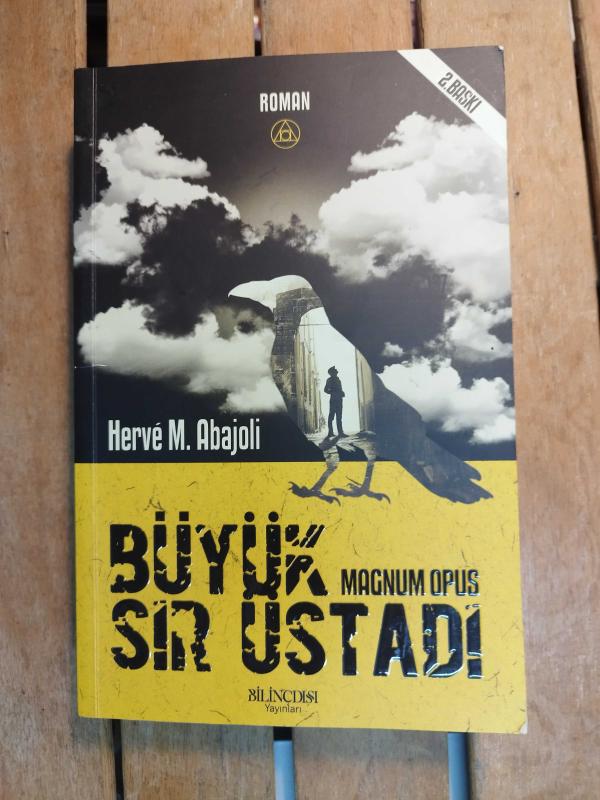 2.BASKI
ROMAN
Hervé M. Abajoli
BÜYÜK MAGNUM OPUS
SIR ÜSTADI
BİLİNÇDIŞI
Yayınları